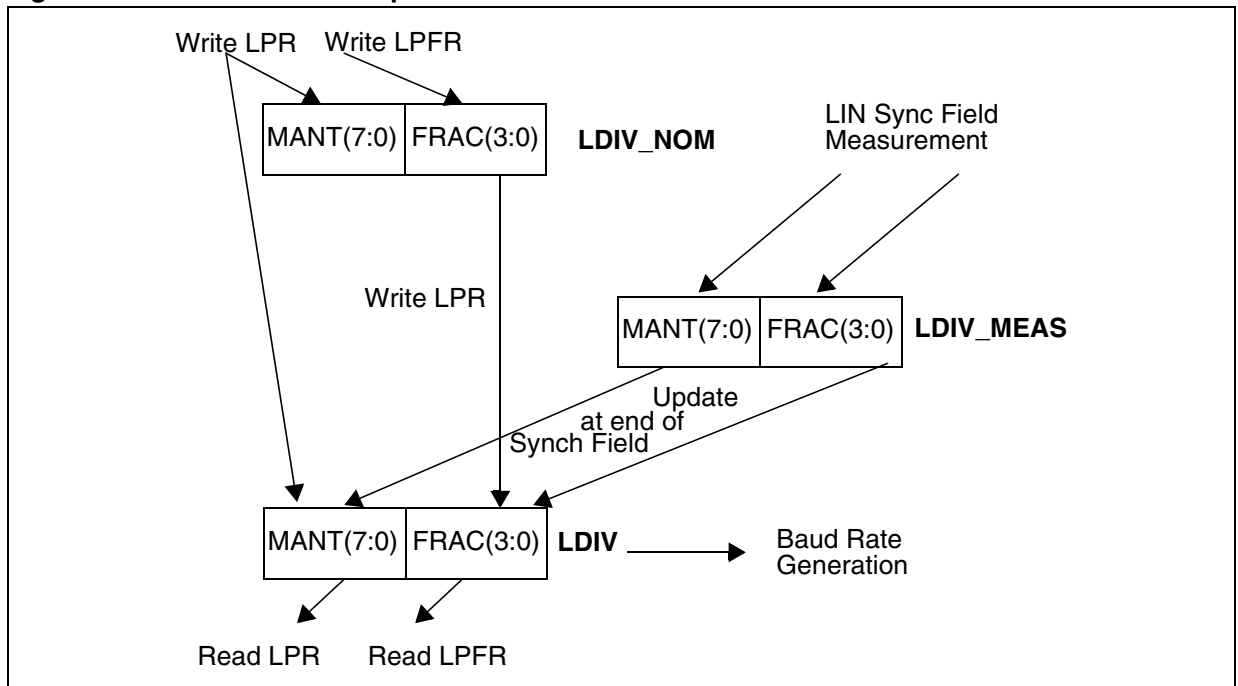 Write LPR Write LPFR
MANT(7:0) FRAC(3:0) LDIV_NOM
LIN Sync Field
Measurement
Write LPR
MANT(7:0) FRAC(3:0) LDIV_MEAS
Update
at end of
Synch Field
MANT(7:0) FRAC(3:0) LDIV
Baud Rate
Generation
Read LPR Read LPFR